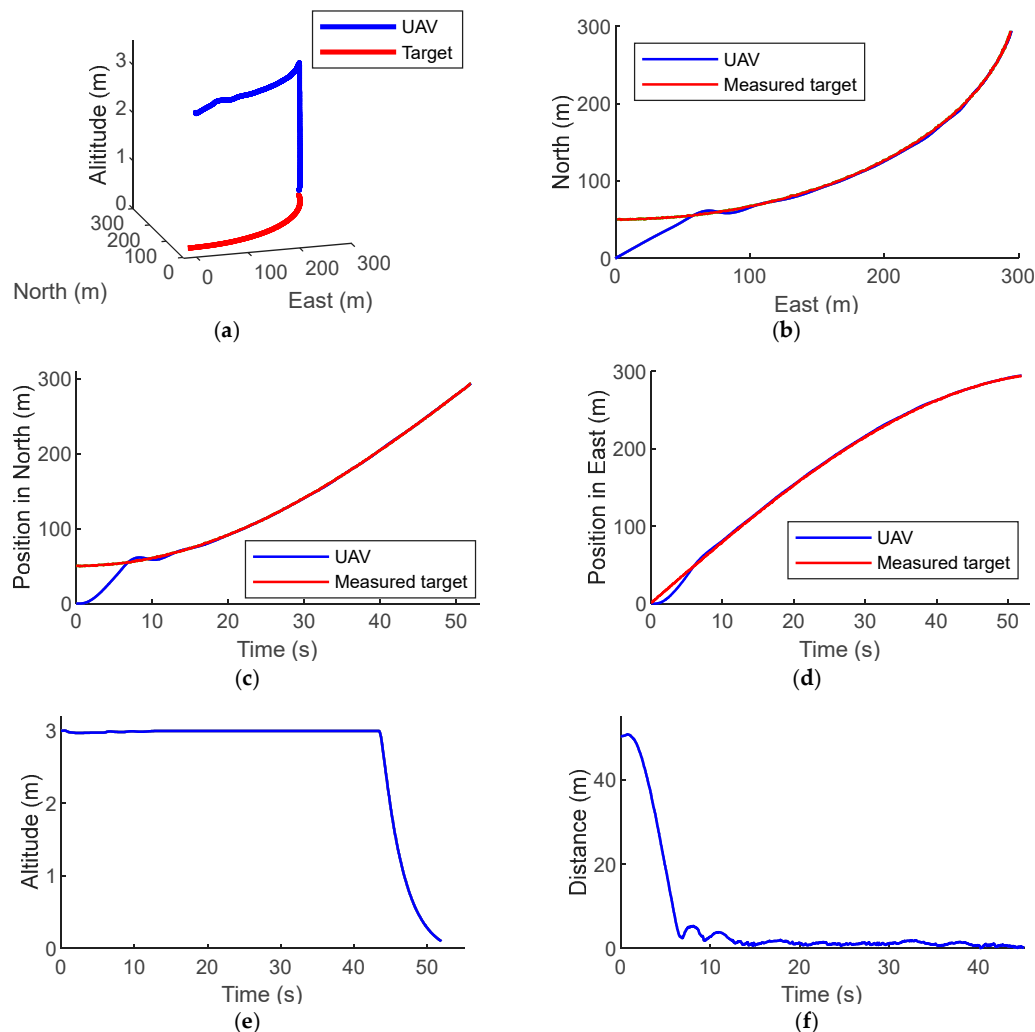 UAV
Target
Alititude (m)
3
2
1
0
300
200
100
0
0
100
200
300
North (m)
East (m)
(a)
UAV
Measured target
North (m)
300
200
100
0
0
100
200
300
East (m)
(b)
Position in North (m)
300
200
100
0
UAV
Measured target
0
10
20
30
40
50
Time (s)
(c)
Position in East (m)
300
200
100
0
UAV
Measured target
0
10
20
30
40
50
Time (s)
(d)
Altitude (m)
3
2
1
0
0
10
20
30
40
50
Time (s)
(e)
Distance (m)
40
20
0
0
10
20
30
40
Time (s)
(f)